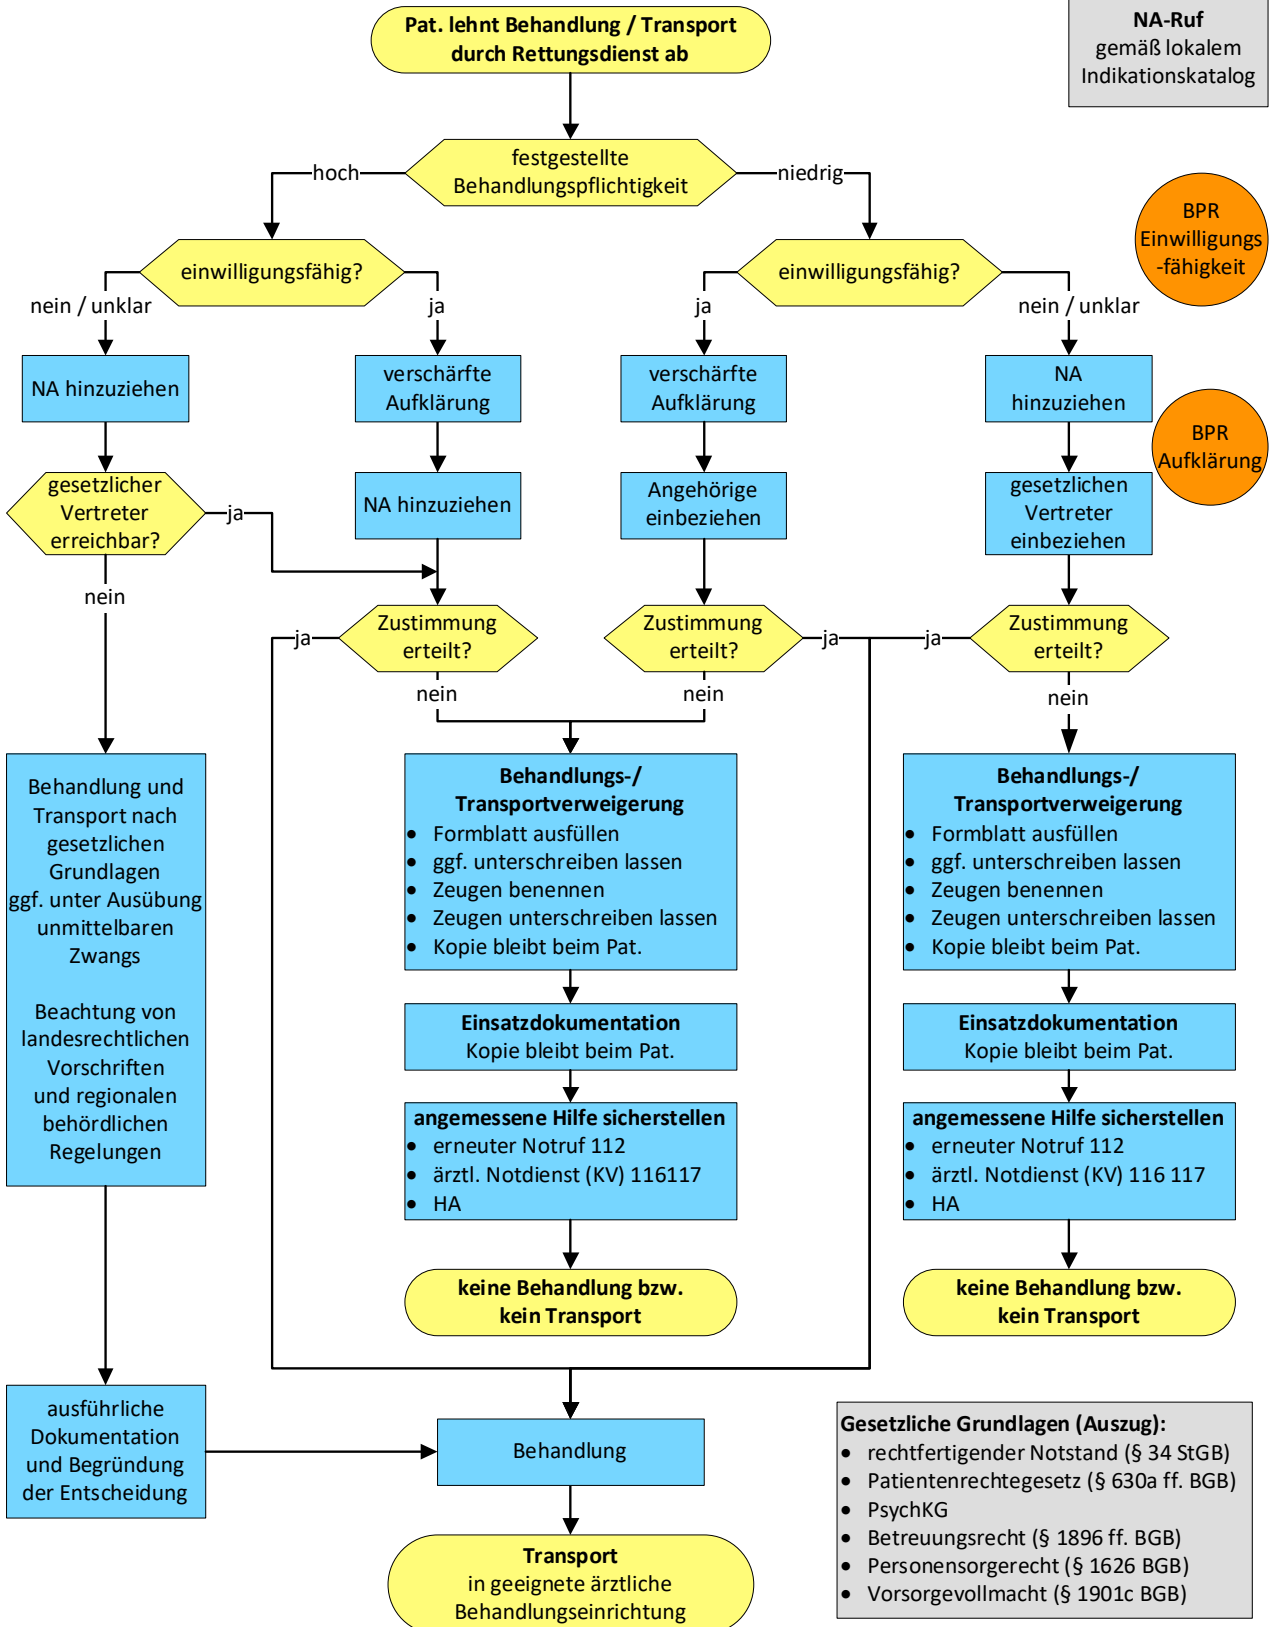 Pat. lehnt Behandlung / Transport
durch Rettungsdienst ab
NA-Ruf
gemäß lokalem
Indikationskatalog
festgestellte
Behandlungspflichtigkeit
hoch
niedrig
BPR
Einwilligungs
-fähigkeit
einwilligungsfähig?
einwilligungsfähig?
nein / unklar
ja
ja
nein / unklar
NA hinzuziehen
verschärfte
Aufklärung
verschärfte
Aufklärung
NA
hinzuziehen
BPR
Aufklärung
gesetzlicher
Vertreter
erreichbar?
ja
NA hinzuziehen
Angehörige
einbeziehen
gesetzlichen
Vertreter
einbeziehen
nein
ja
Zustimmung
erteilt?
Zustimmung
erteilt?
ja
ja
Zustimmung
erteilt?
nein
nein
nein
Behandlung und
Transport nach
gesetzlichen
Grundlagen
ggf. unter Ausübung
unmittelbaren
Zwangs
Beachtung von
landesrechtlichen
Vorschriften
und regionalen
behördlichen
Regelungen
Behandlungs-/
Transportverweigerung
• Formblatt ausfüllen
• ggf. unterschreiben lassen
• Zeugen benennen
• Zeugen unterschreiben lassen
• Kopie bleibt beim Pat.
Behandlungs-/
Transportverweigerung
• Formblatt ausfüllen
• ggf. unterschreiben lassen
• Zeugen benennen
• Zeugen unterschreiben lassen
• Kopie bleibt beim Pat.
Einsatzdokumentation
Kopie bleibt beim Pat.
Einsatzdokumentation
Kopie bleibt beim Pat.
angemessene Hilfe sicherstellen
• erneuter Notruf 112
• ärztl. Notdienst (KV) 116117
• HA
angemessene Hilfe sicherstellen
• erneuter Notruf 112
• ärztl. Notdienst (KV) 116 117
• HA
keine Behandlung bzw.
kein Transport
keine Behandlung bzw.
kein Transport
ausführliche
Dokumentation
und Begründung
der Entscheidung
Behandlung
Transport
in geeignete ärztliche
Behandlungseinrichtung
Gesetzliche Grundlagen (Auszug):
• rechtfertigender Notstand (§ 34 StGB)
• Patientenrechtegesetz (§ 630a ff. BGB)
• PsychKG
• Betreuungsrecht (§ 1896 ff. BGB)
• Personensorgerecht (§ 1626 BGB)
• Vorsorgevollmacht (§ 1901c BGB)